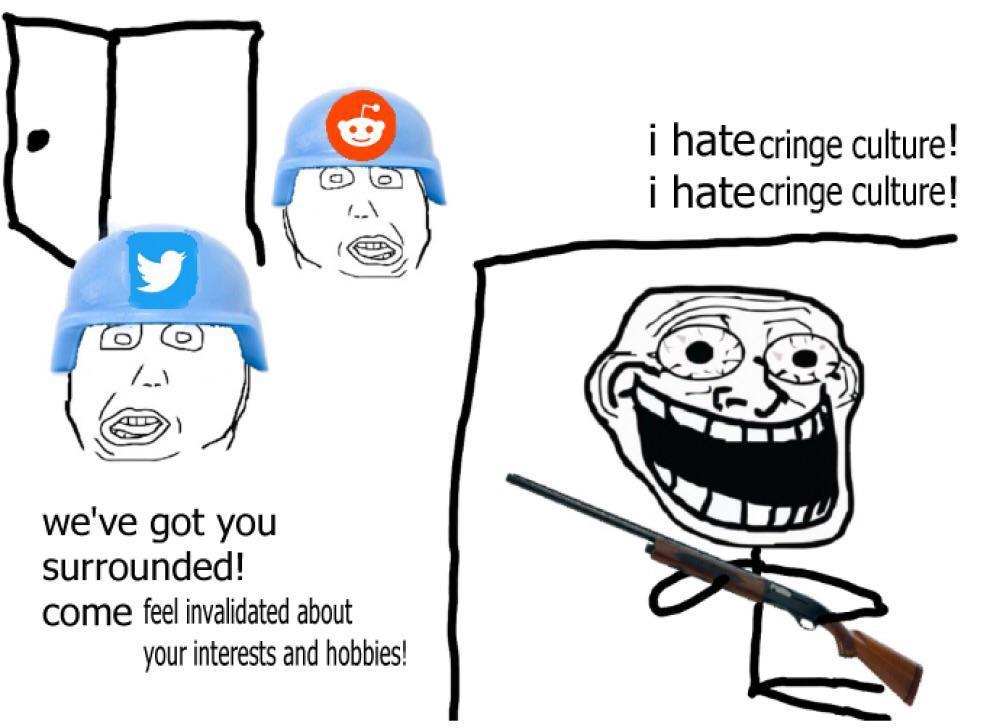 i hate cringe culture!
i hate cringe culture!
we've got you
surrounded!
come feel invalidated about
your interests and hobbies!